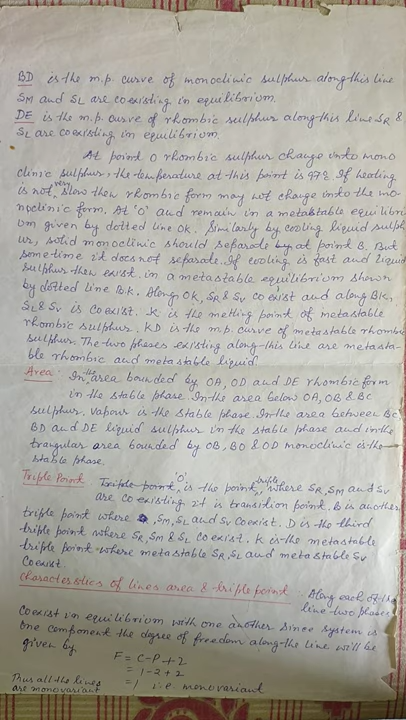 BD is the m.p. curve of monoclinic sulphur along this line
SM and SL are coexisting in equilibrium.
DE is the m.p. curve of rhombic sulphur along this line SR &
SL are coexisting in equilibrium.
At point O rhombic sulphur change into mono
clinic sulphur, the temperature at this point is 97°C. If heating
is not very slow then rhombic form may not change into the mo-
noclinic form. At 'O' and remain in a metastable equilibri
um given by dotted line OK. Similarly by cooling liquid sulph
ur, solid monoclinic should separate at point B. But
some time it does not separate. If cooling is fast and liquid
sulphur then exist in a metastable equilibrium shown
by dotted line BK. Along OK, SR & SV co exist and along BK,
SL & SV is coexist. K is the melting point of metastable
rhombic sulphur. KD is the m.p. curve of metastable rhombic
sulphur. The two phases existing along this line are metasta-
ble rhombic and metastable liquid.
Area : In the area bounded by OA, OD and DE rhombic form
in the stable phase. In the area below OA, OB & BC
sulphur vapour is the stable phase. In the area between BC,
BD and DE liquid sulphur in the stable phase and in the
trangular area bounded by OB, BD & OD monoclinic is the
stable phase.
Triple Point : Triple point 'O' is the point triple where SR, SM and SV
are co existing it is transition point. B is another
triple point where SM, SL and SV Coexist. D is the third
triple point where SR, SM & SL co exist. K is the metastable
triple point where metastable SR, SL and metastable SV
Coexist.
Characterstics of lines area & triple point : Along each of the
line two phases
Coexist in equilibrium with one another since system is
one component the degree of freedom along the line will be
given by
F = C-P+2
= 1-2+2
= 1 i.e monovariant
Thus all the lines
are monovariant